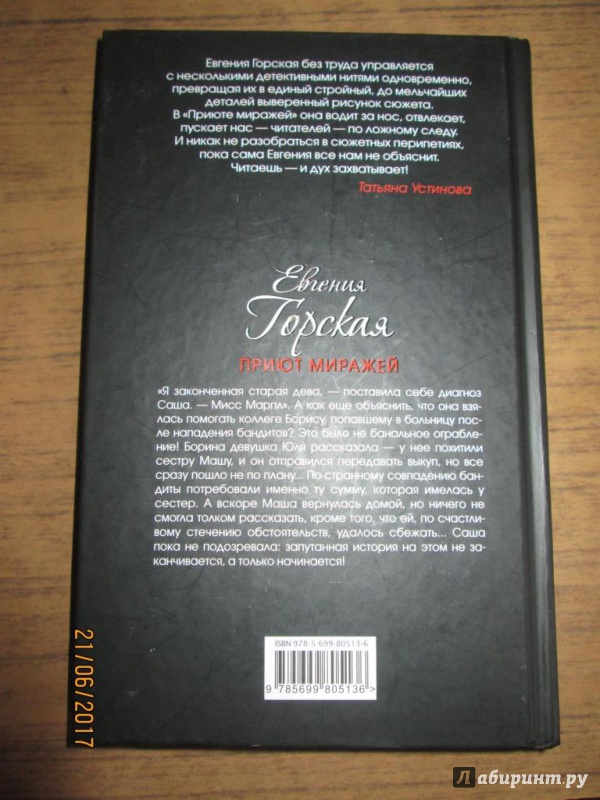 Евгения Горская без труда управляется
с несколькими детективными нитями одновременно,
превращая их в единый стройный, до мельчайших
деталей выверенный рисунок сюжета.
В «Приюте миражей» она водит за нос, отвлекает,
пускает нас — читателей — по ложному следу.
И никак не разобраться в сюжетных перипетиях,
пока сама Евгения все нам не объяснит.
Читаешь — и дух захватывает!
Татьяна Устинова
Евгения
Горская
ПРИЮТ МИРАЖЕЙ
«Я законченная старая дева, — поставила себе диагноз
Саша. — Мисс Марпл». А как еще объяснить, что она взя-
лась помогать коллеге Борису, попавшему в больницу пос-
ле нападения бандитов? Это было не банальное ограбле-
ние! Борина девушка Юля рассказала — у нее похитили
сестру Машу, и он отправился передавать выкуп, но все
сразу пошло не по плану... По странному совпадению бан-
диты потребовали именно ту сумму, которая имелась у
сестер. А вскоре Маша вернулась домой, но ничего не
смогла толком рассказать, кроме того, что ей, по счастли-
вому стечению обстоятельств, удалось сбежать... Саша
пока не подозревала: запутанная история на этом не за-
канчивается, а только начинается!
ISBN 978-5-699-80513-6
9 785699 805136 >
21/06/2017
Лабиринт.ру